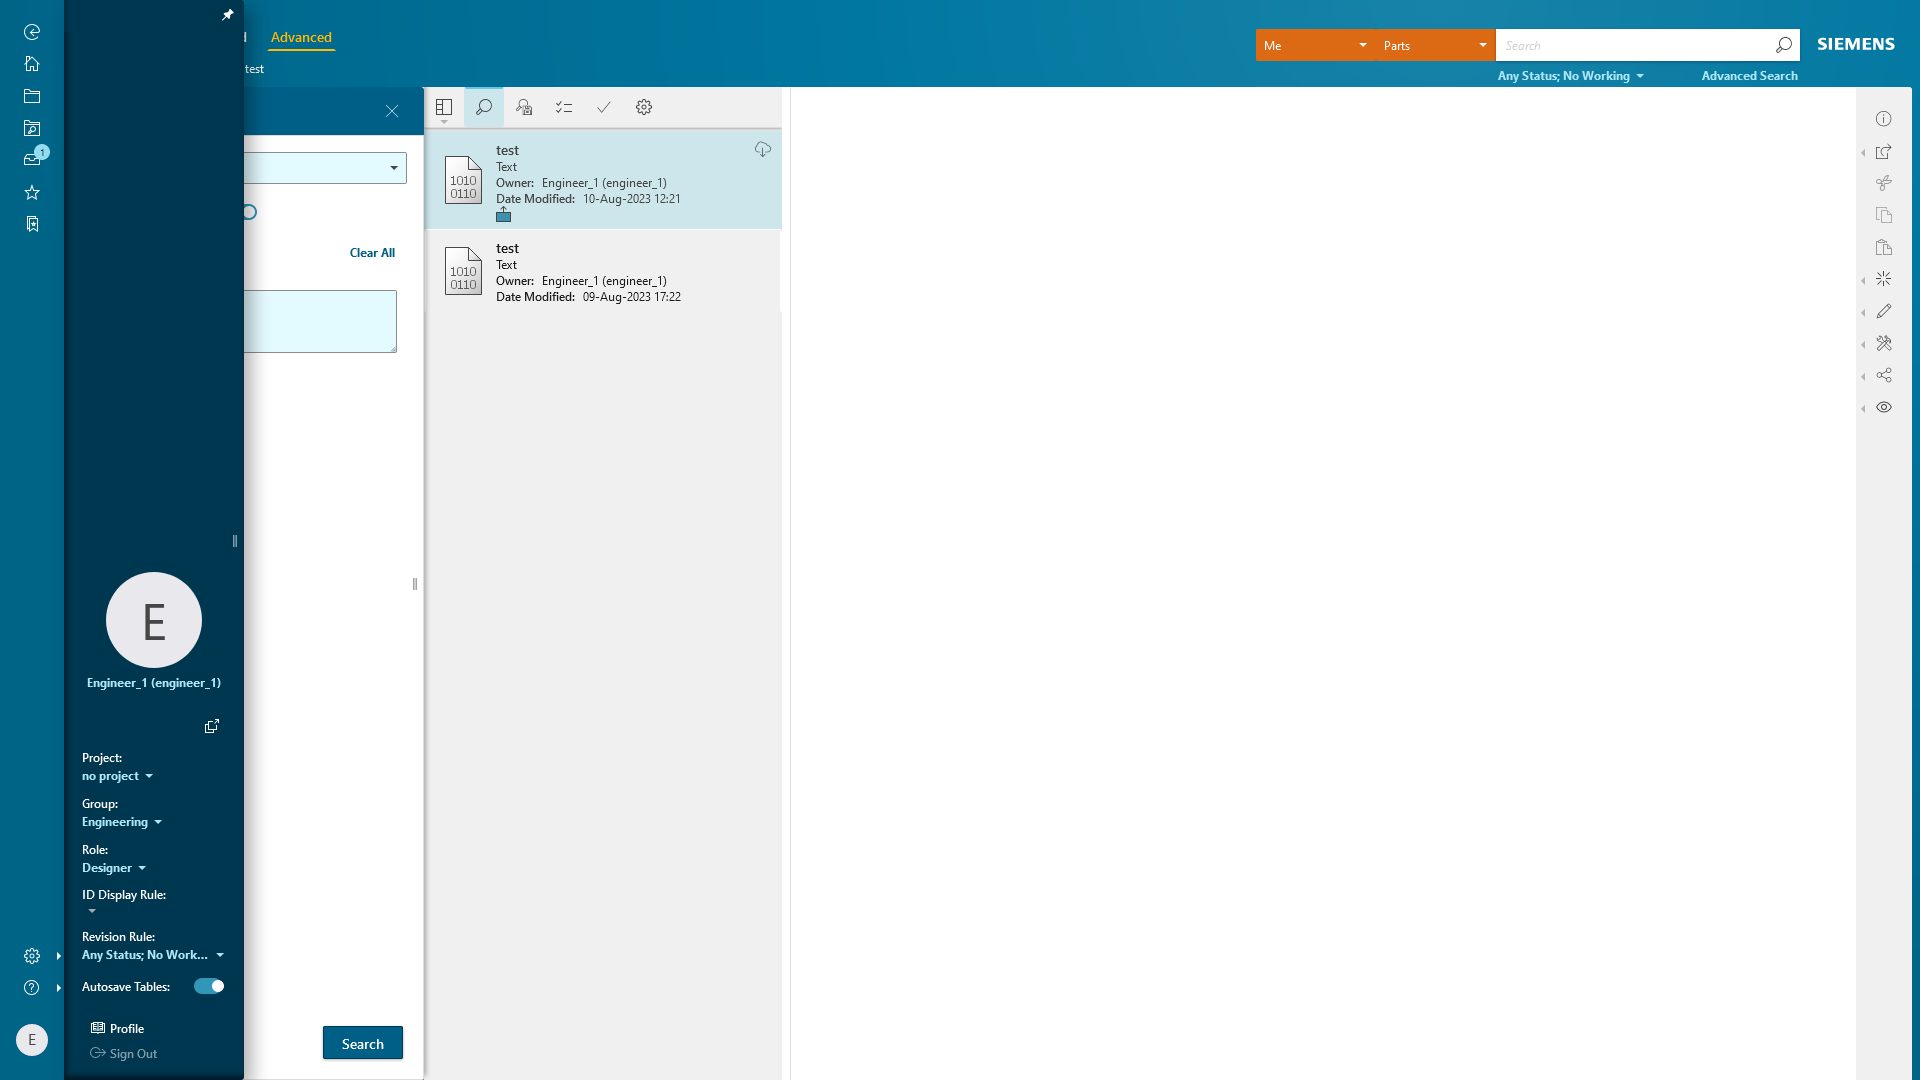 d
Advanced
test
Me
Parts
Search
SIEMENS
Any Status; No Working
Advanced Search
1
Clear All
1010
0110
test
Text
Owner: Engineer_1 (engineer_1)
Date Modified: 10-Aug-2023 12:21
1010
0110
test
Text
Owner: Engineer_1 (engineer_1)
Date Modified: 09-Aug-2023 17:22
E
Engineer_1 (engineer_1)
Project:
no project
Group:
Engineering
Role:
Designer
ID Display Rule:
Revision Rule:
Any Status; No Work...
Autosave Tables:
Profile
Sign Out
E
Search